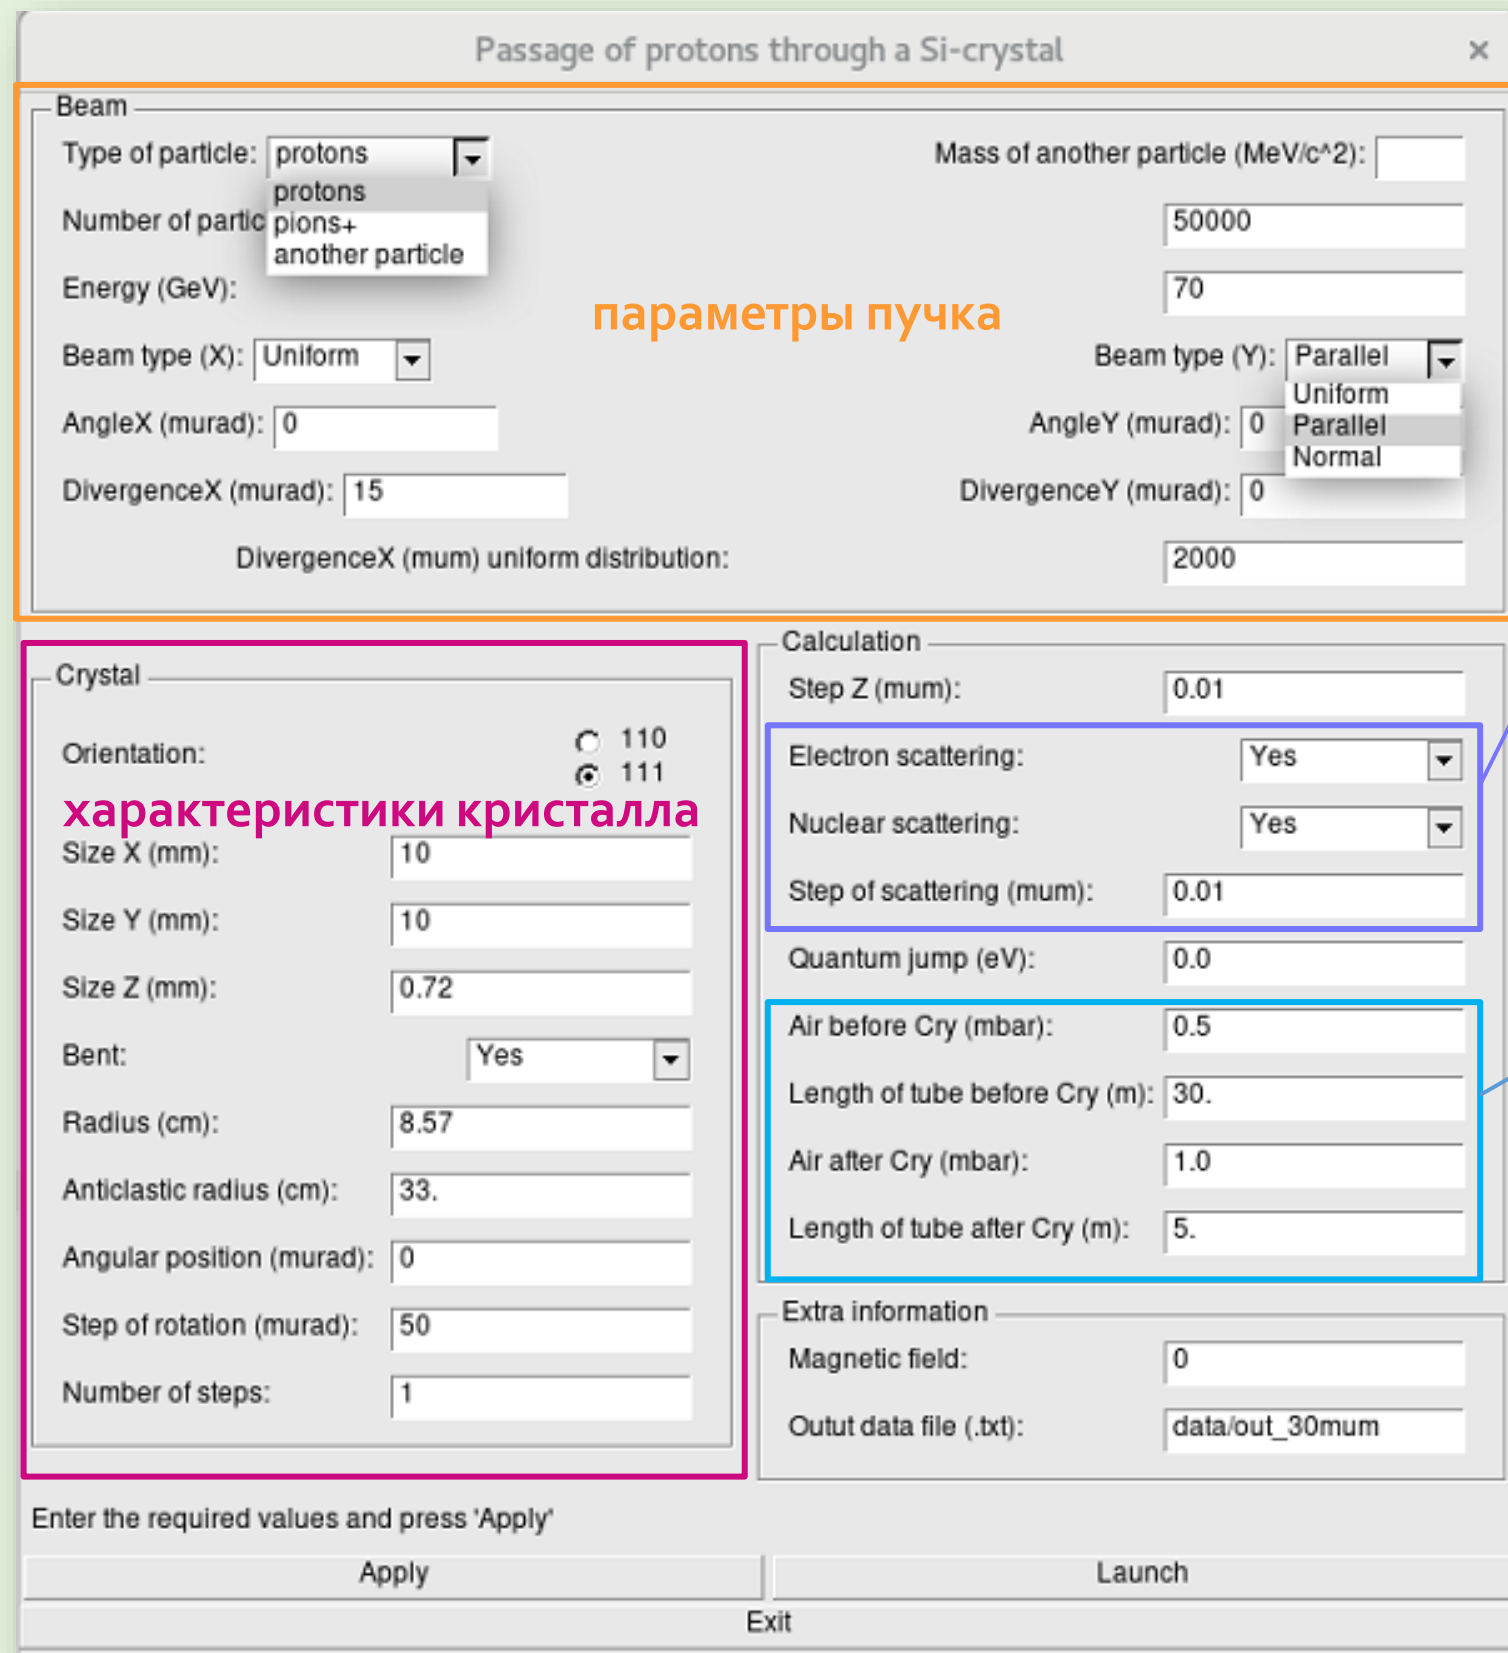 Passage of protons through a Si-crystal ×
Beam
Type of particle: protons
Mass of another particle (MeV/c^2):
protons
pions+
another particle
Number of partic
50000
Energy (GeV):
70
параметры пучка
Beam type (X): Uniform
Beam type (Y): Parallel
Uniform
Parallel
Normal
AngleX (murad): 0
AngleY (murad): 0
DivergenceX (murad): 15
DivergenceY (murad): 0
DivergenceX (mum) uniform distribution: 2000
Crystal
Orientation:
110
111
характеристики кристалла
Size X (mm): 10
Size Y (mm): 10
Size Z (mm): 0.72
Bent: Yes
Radius (cm): 8.57
Anticlastic radius (cm): 33.
Angular position (murad): 0
Step of rotation (murad): 50
Number of steps: 1
Calculation
Step Z (mum): 0.01
Electron scattering: Yes
Nuclear scattering: Yes
Step of scattering (mum): 0.01
Quantum jump (eV): 0.0
Air before Cry (mbar): 0.5
Length of tube before Cry (m): 30.
Air after Cry (mbar): 1.0
Length of tube after Cry (m): 5.
Extra information
Magnetic field: 0
Outut data file (.txt): data/out_30mum
Enter the required values and press 'Apply'
Apply
Launch
Exit